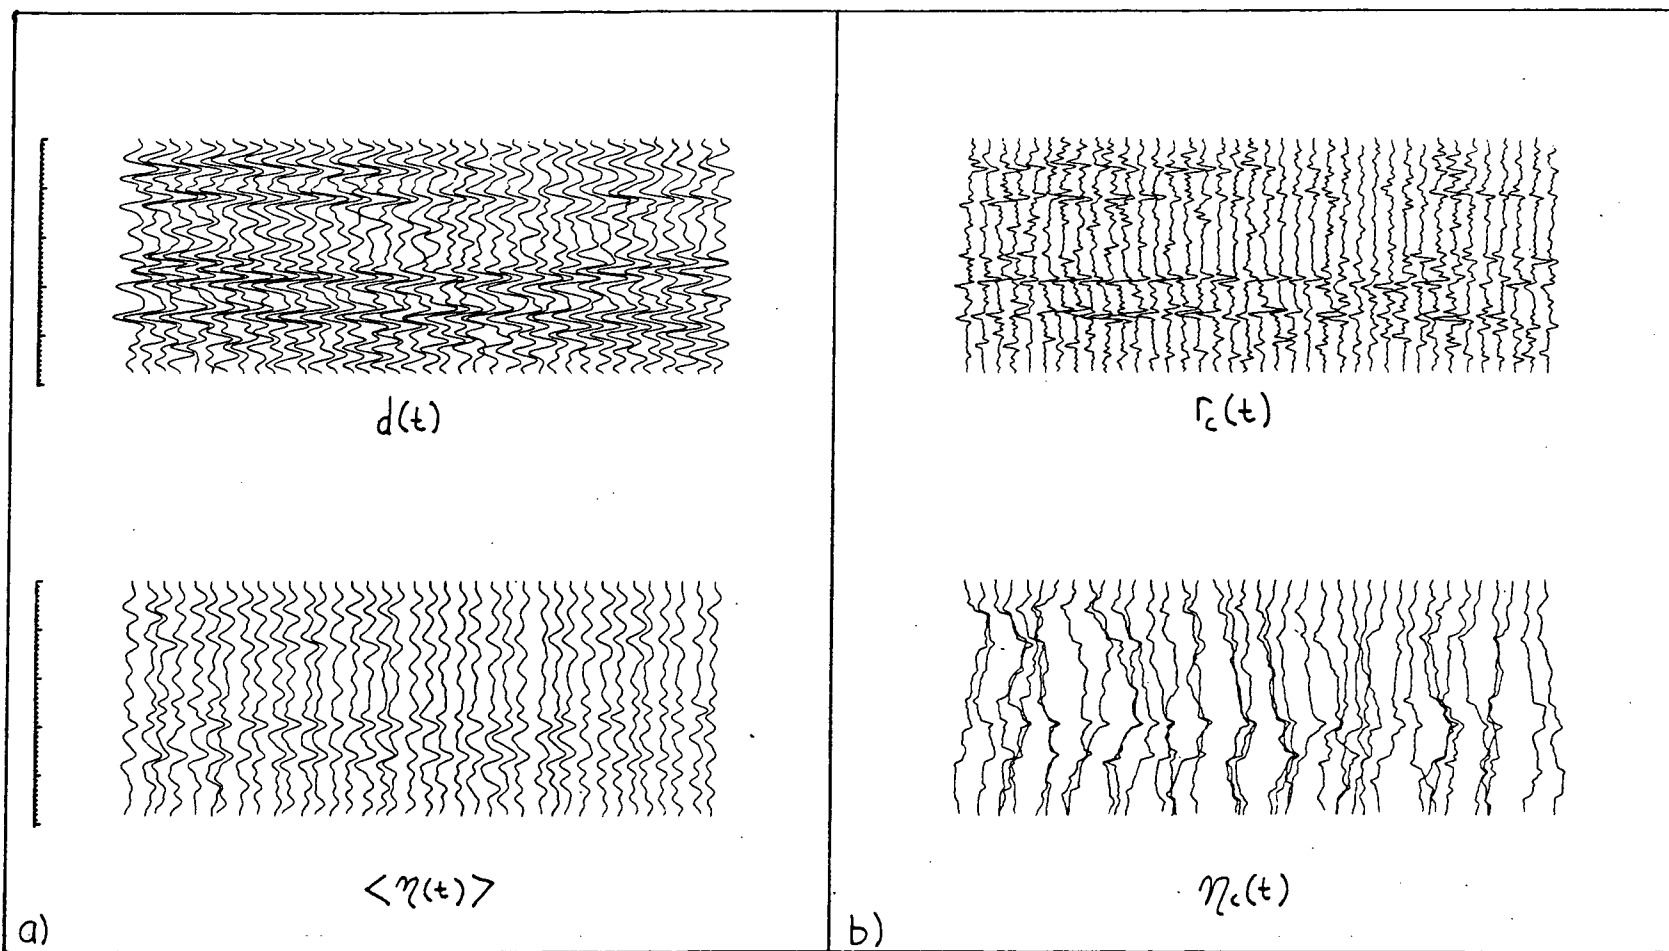 d(t)
<η(t)>
a)
r_c(t)
η_c(t)
b)